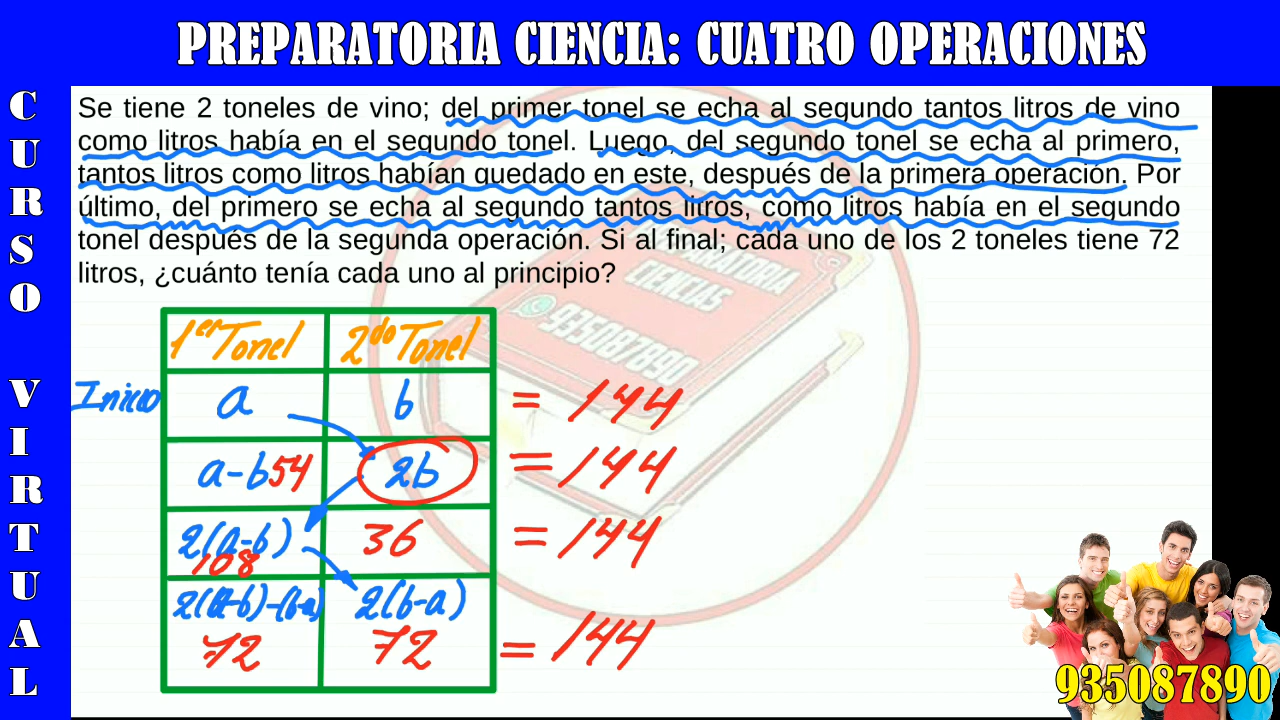 PREPARATORIA CIENCIA: CUATRO OPERACIONES
CURSO VIRTUAL
Se tiene 2 toneles de vino; del primer tonel se echa al segundo tantos litros de vino
como litros había en el segundo tonel. Luego, del segundo tonel se echa al primero,
tantos litros como litros habían quedado en este, después de la primera operación. Por
último, del primero se echa al segundo tantos litros, como litros había en el segundo
tonel después de la segunda operación. Si al final; cada uno de los 2 toneles tiene 72
litros, ¿cuánto tenía cada uno al principio?
PREPARATORIA
CIENCIAS
935087890
1er Tonel 2do Tonel
Inicio a b = 144
a-b 54 2b = 144
2(a-b) 36 = 144
108
2(a-b)-(b-a) 2(b-a)
72 72 = 144
935087890